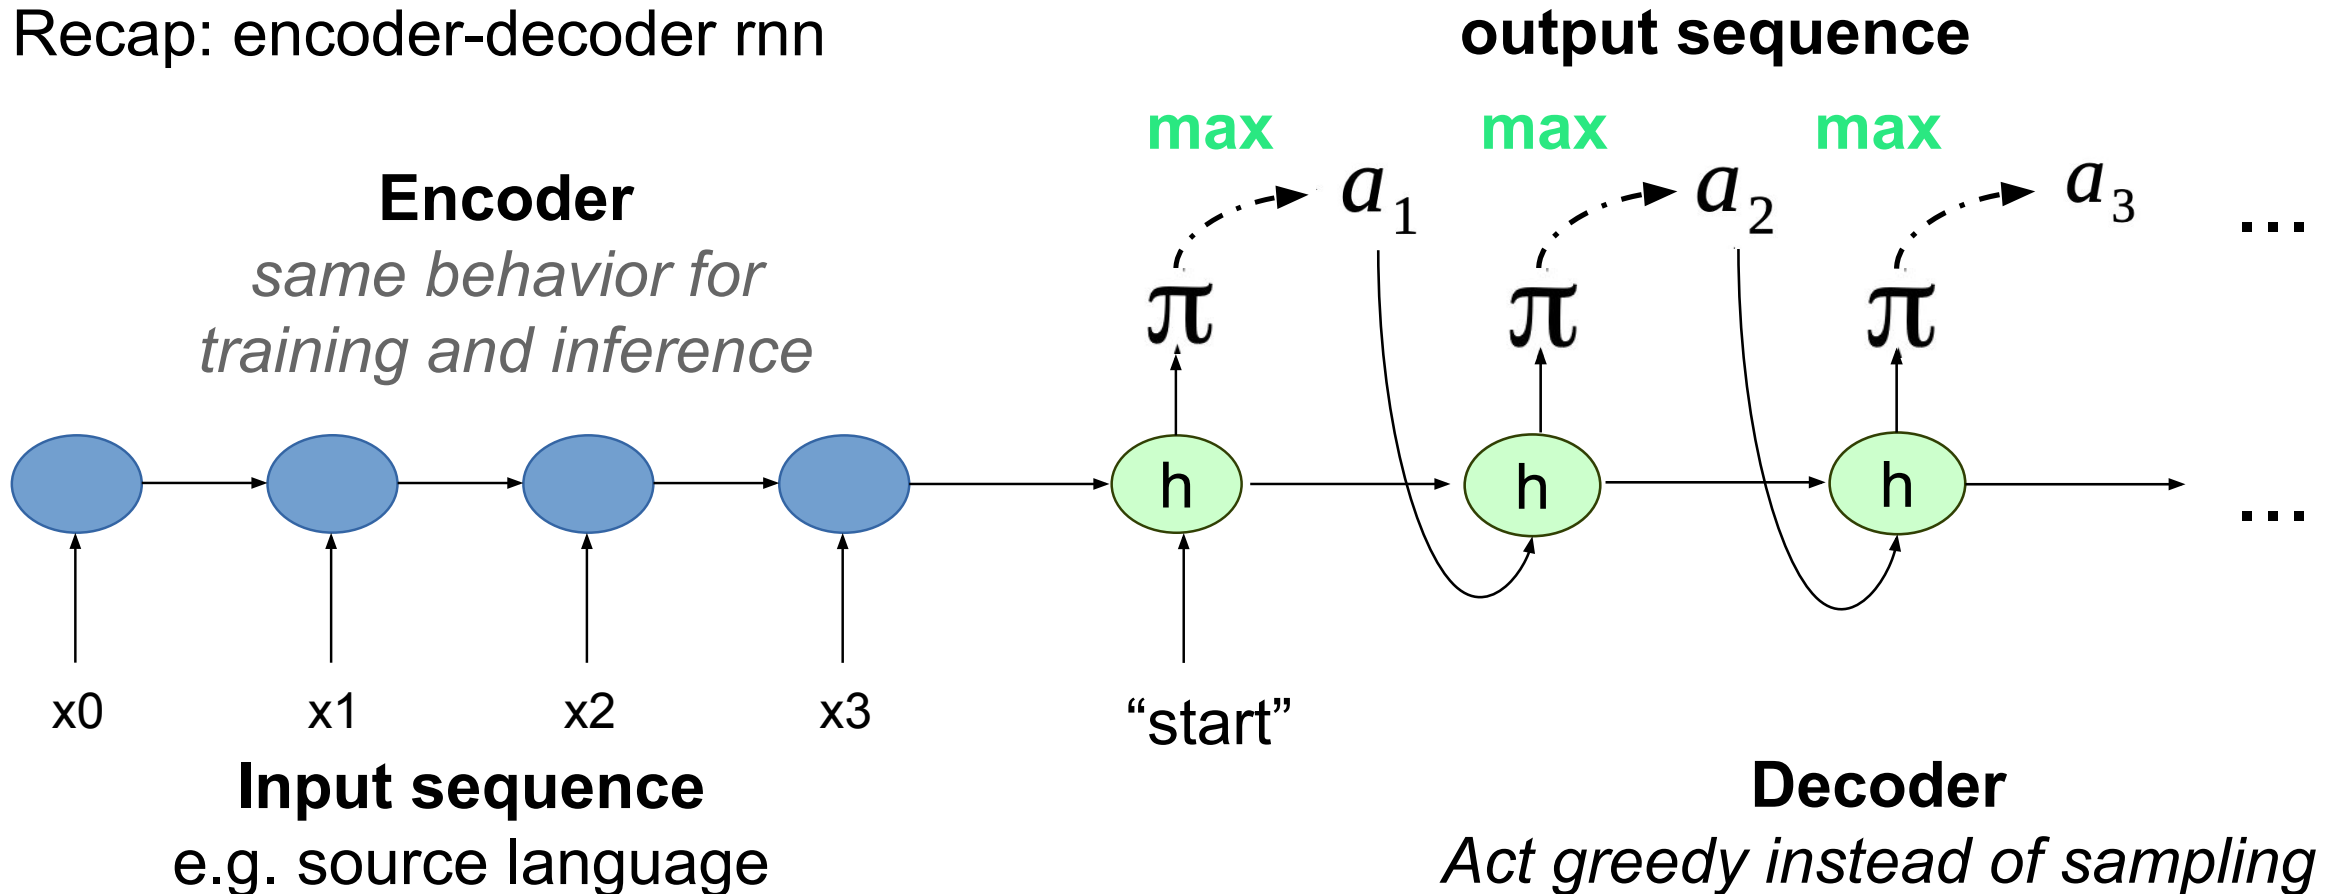 Recap: encoder-decoder rnn
output sequence
max max max
Encoder
a1 a2 a3 ...
same behavior for
training and inference
π π π
h h h
...
x0 x1 x2 x3 “start”
Input sequence
e.g. source language
Decoder
Act greedy instead of sampling